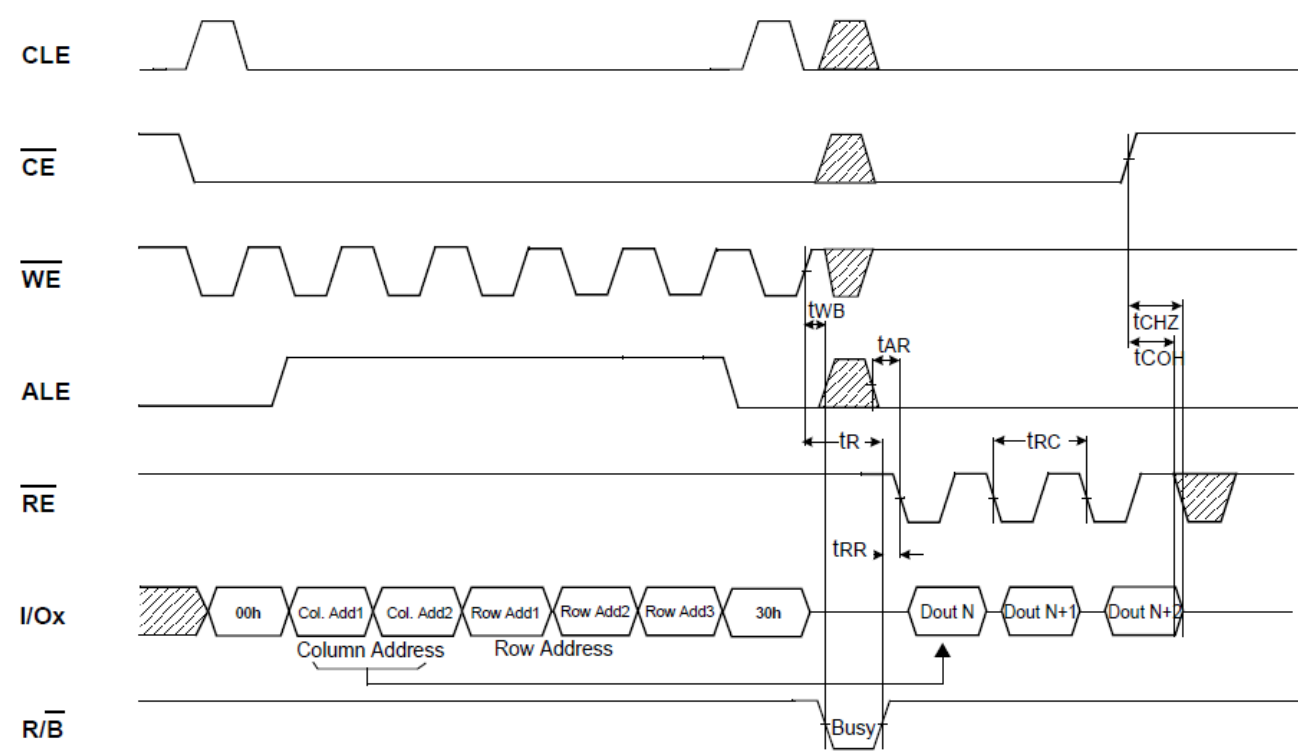 CLE
CE
WE
tWB
tCHZ
tAR
tCOH
ALE
tR
tRC
RE
tRR
I/Ox
00h
Col. Add1
Col. Add2
Row Add1
Row Add2
Row Add3
30h
Dout N
Dout N+1
Dout N+2
Column Address
Row Address
R/B
Busy